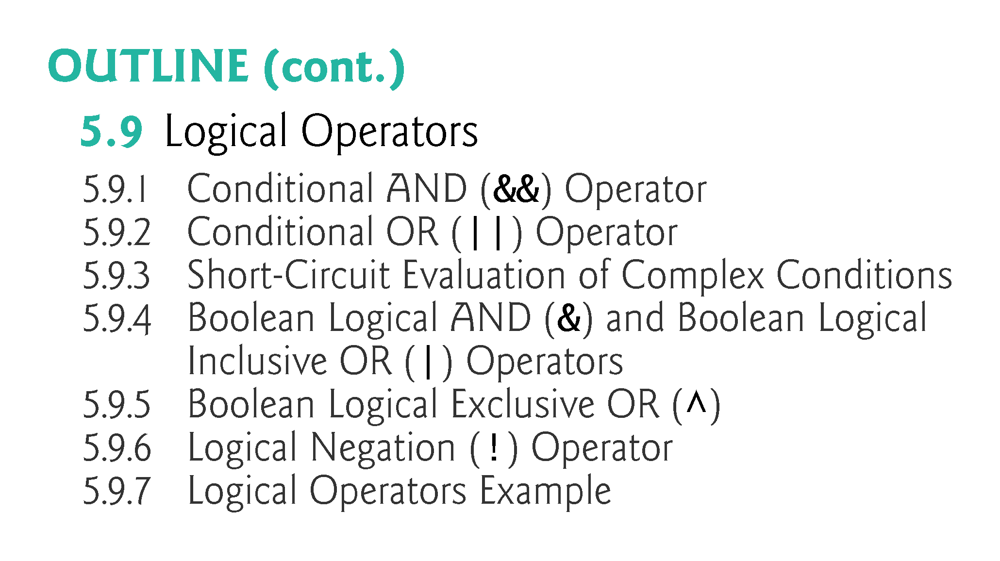 OUTLINE (cont.)
5.9 Logical Operators
5.9.1 Conditional AND (&&) Operator
5.9.2 Conditional OR (||) Operator
5.9.3 Short-Circuit Evaluation of Complex Conditions
5.9.4 Boolean Logical AND (&) and Boolean Logical
Inclusive OR (|) Operators
5.9.5 Boolean Logical Exclusive OR (^)
5.9.6 Logical Negation (!) Operator
5.9.7 Logical Operators Example